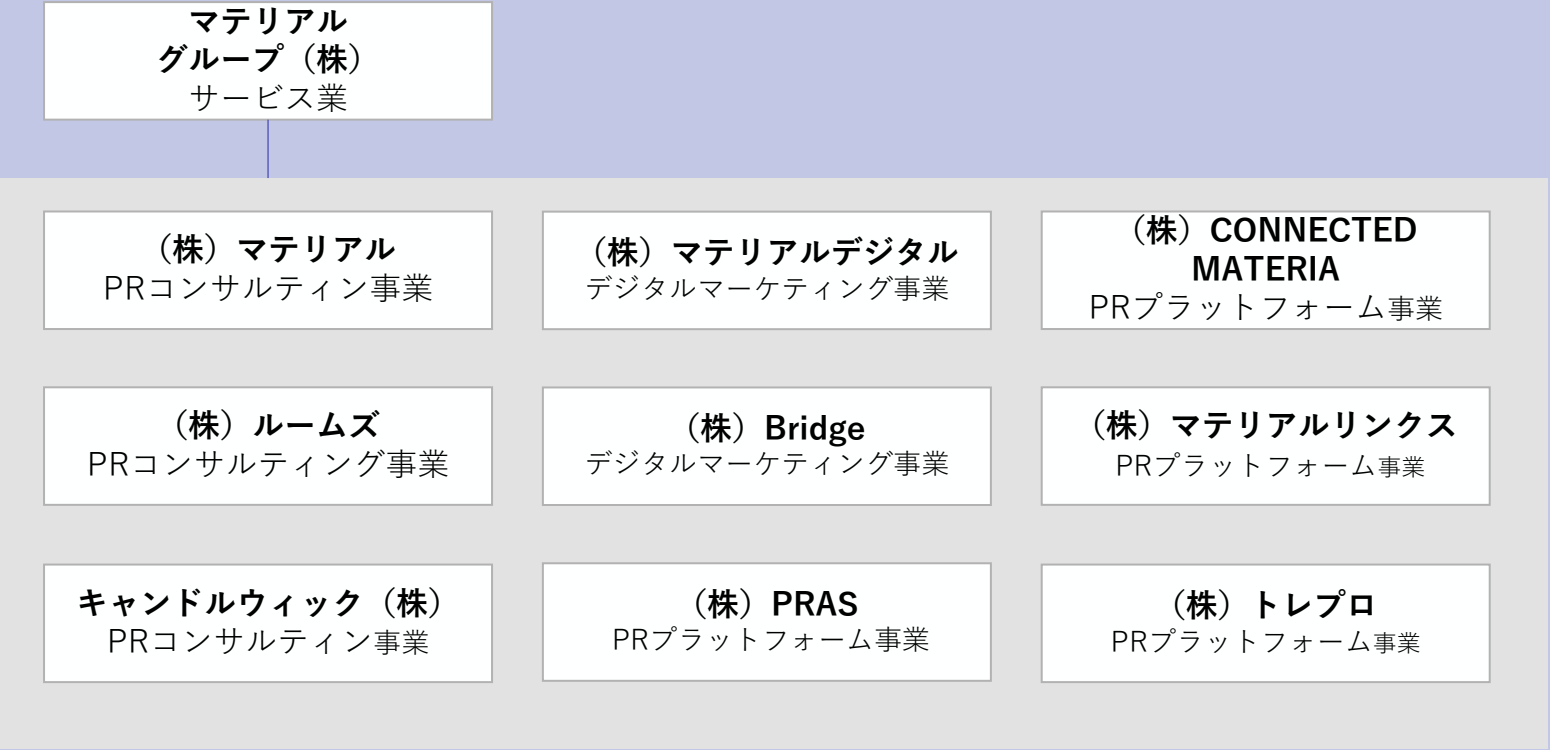 マテリアル
グループ（株）
サービス業
（株）マテリアル
PRコンサルティン事業
（株）マテリアルデジタル
デジタルマーケティング事業
（株）CONNECTED
MATERIA
PRプラットフォーム事業
（株）ルームズ
PRコンサルティング事業
（株）Bridge
デジタルマーケティング事業
（株）マテリアルリンクス
PRプラットフォーム事業
キャンドルウィック（株）
PRコンサルティン事業
（株）PRAS
PRプラットフォーム事業
（株）トレプロ
PRプラットフォーム事業